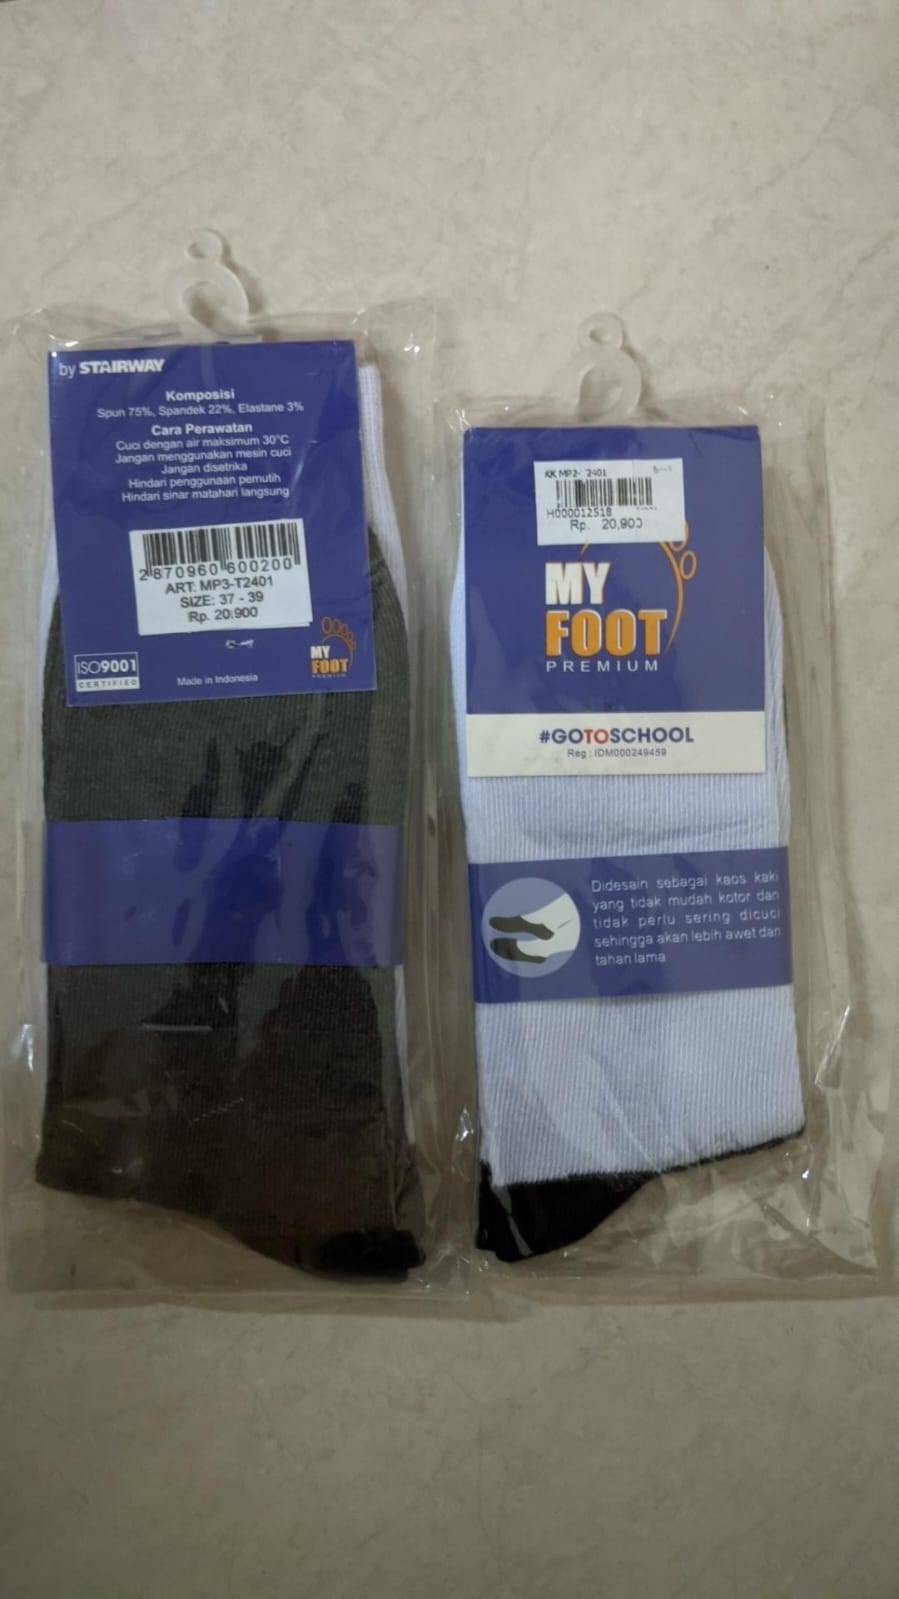 by STAIRWAY
Komposisi
Spun 75%, Spandek 22%, Elastane 3%
Cara Perawatan
Cuci dengan air maksimum 30°C
Jangan menggunakan mesin cuci
Jangan disetrika
Hindari penggunaan pemutih
Hindari sinar matahari langsung
2 870960 600200
ART: MP3-T2401
SIZE: 37 - 39
Rp. 20.900
ISO9001
CERTIFIED
Made in Indonesia
MY
FOOT
PREMIUM
KK MP2- 2401
H000012518
Rp. 20,900
MY
FOOT
PREMIUM
#GOTOSCHOOL
Reg : IDM000249459
Didesain sebagai kaos kaki
yang tidak mudah kotor dan
tidak perlu sering dicuci
sehingga akan lebih awet dan
tahan lama